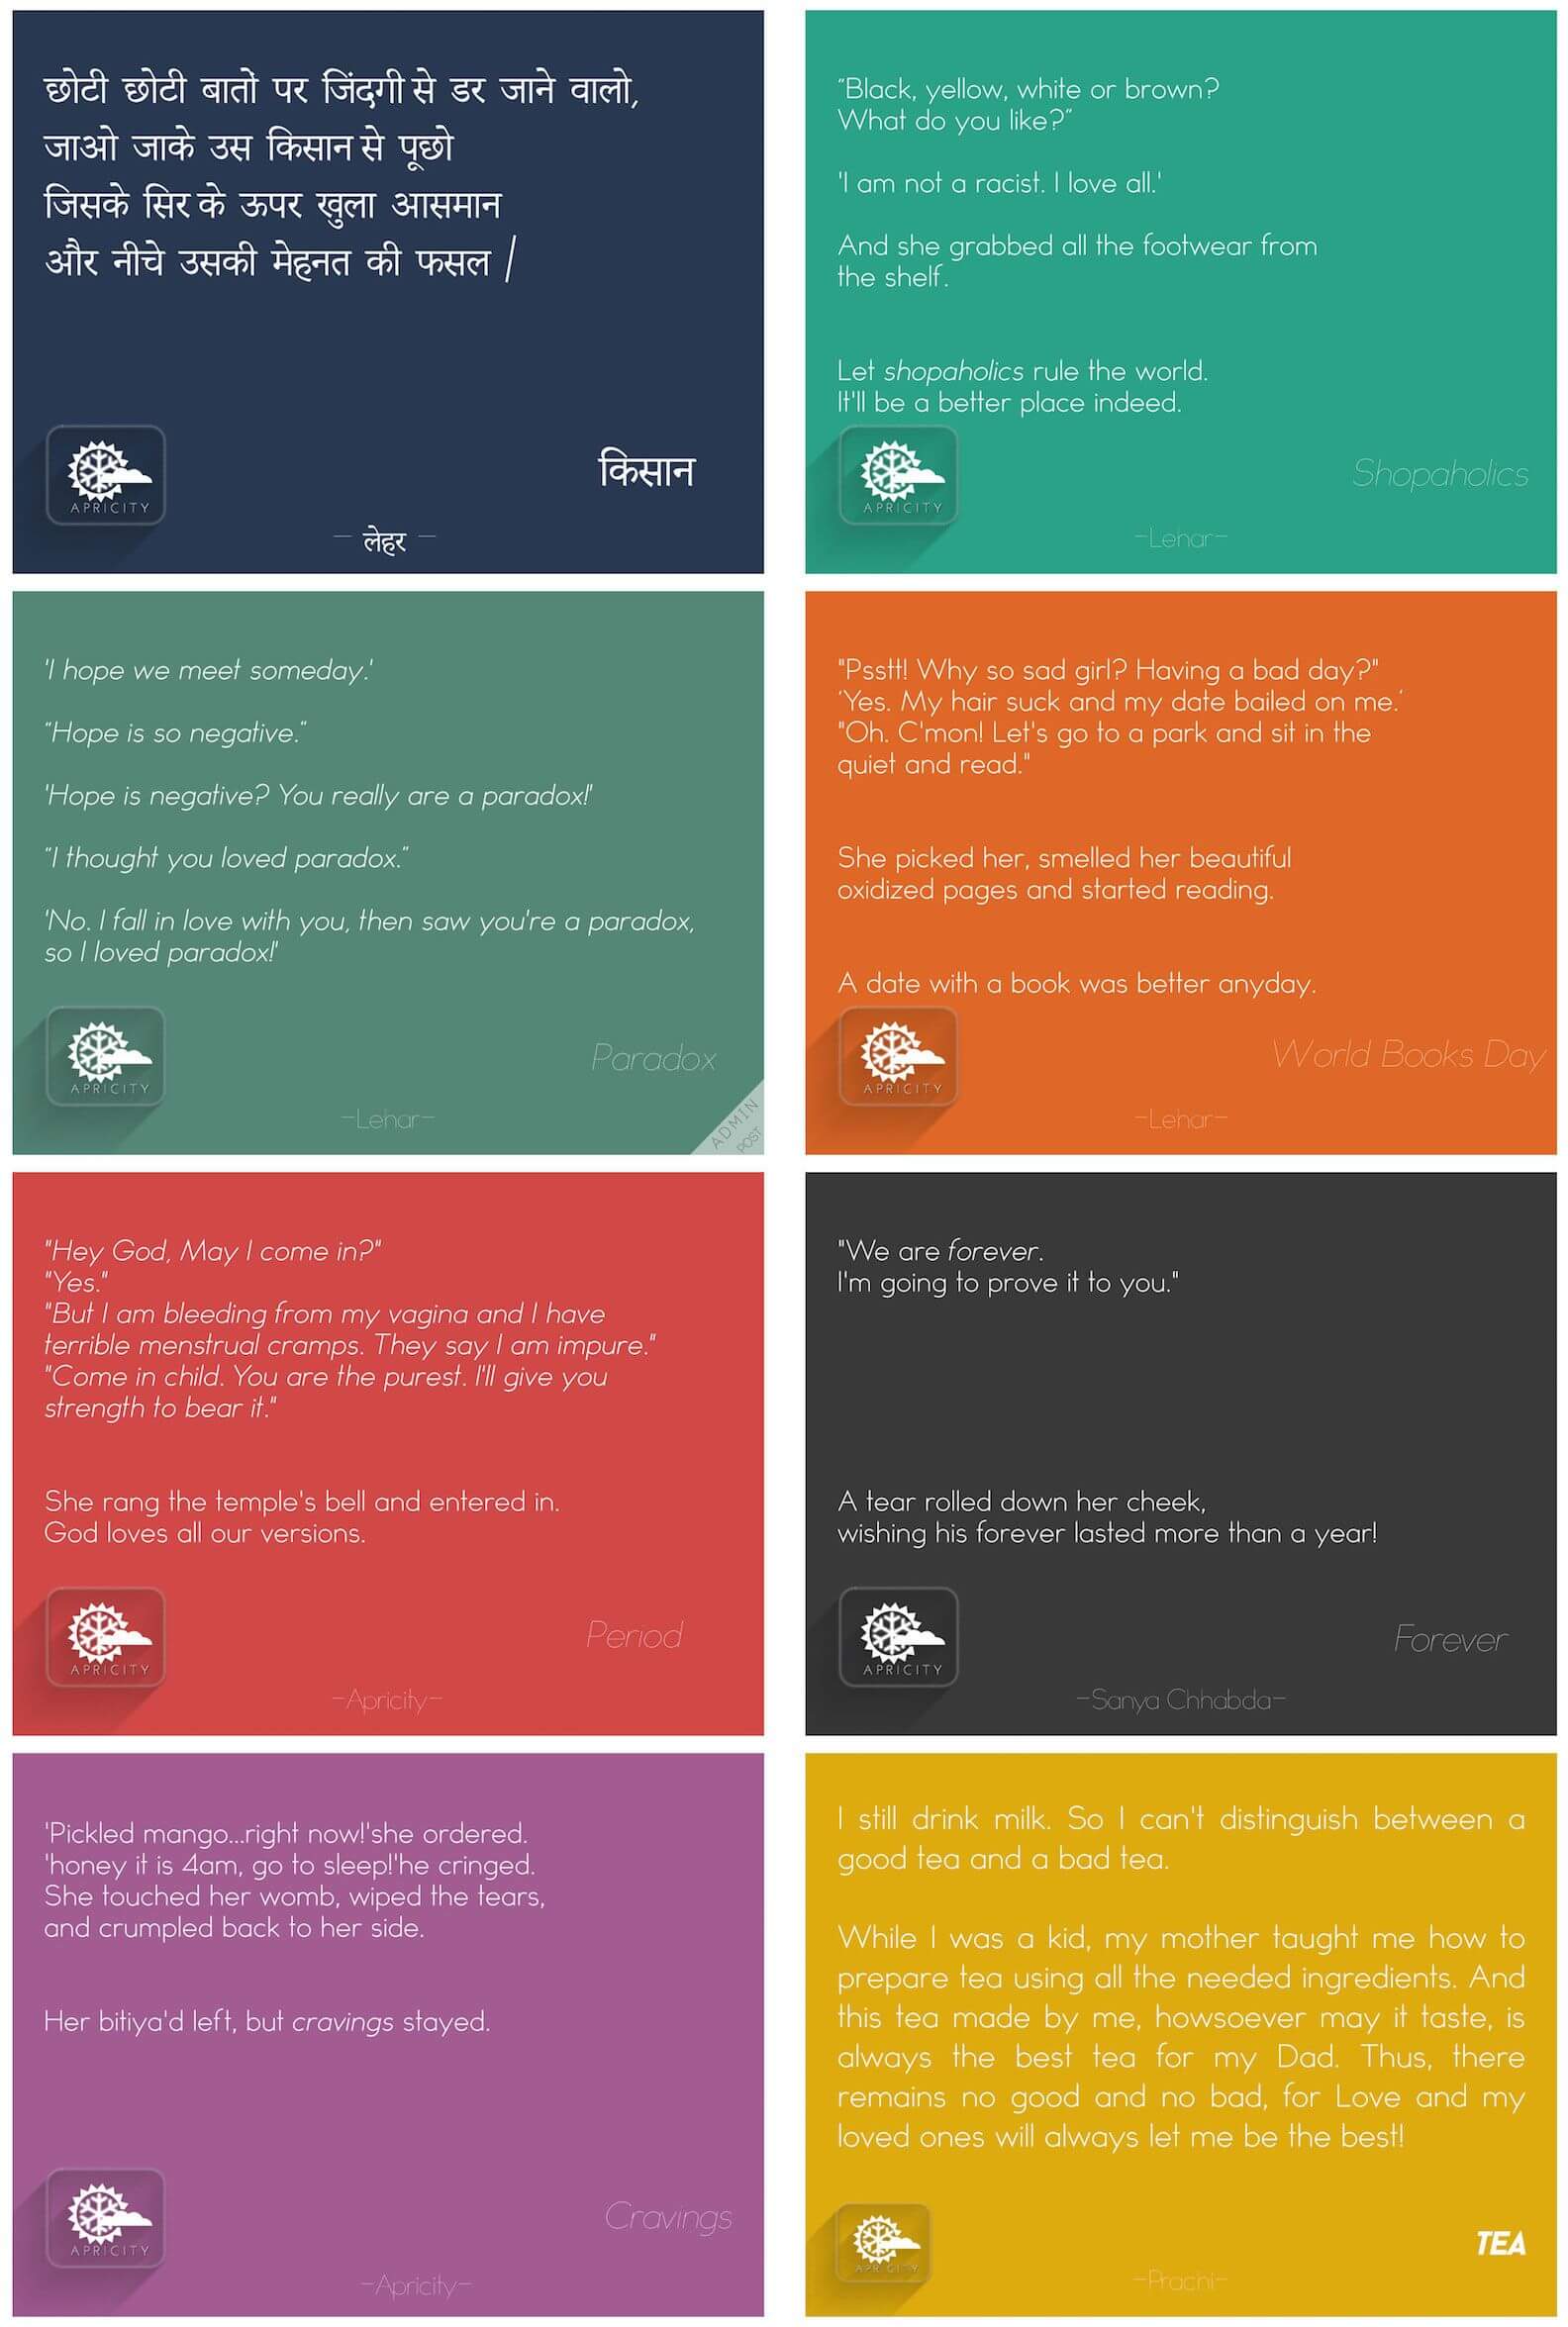 छोटी छोटी बातों पर जिंदगी से डर जाने वालो,
जाओ जाके उस किसान से पूछो
जिसके सिर के ऊपर खुला आसमान
और नीचे उसकी मेहनत की फसल /
किसान
APRICITY
– लेहर –
"Black, yellow, white or brown?
What do you like?"
'I am not a racist. I love all.'
And she grabbed all the footwear from
the shelf.
Let shopaholics rule the world.
It'll be a better place indeed.
Shopaholics
APRICITY
-Lehar-
'I hope we meet someday.'
"Hope is so negative."
'Hope is negative? You really are a paradox!'
"I thought you loved paradox."
'No. I fall in love with you, then saw you're a paradox,
so I loved paradox!'
Paradox
APRICITY
-Lehar-
ADMIN
POST
"Psstt! Why so sad girl? Having a bad day?"
'Yes. My hair suck and my date bailed on me.'
"Oh. C'mon! Let's go to a park and sit in the
quiet and read."
She picked her, smelled her beautiful
oxidized pages and started reading.
A date with a book was better anyday.
World Books Day
APRICITY
-Lehar-
"Hey God, May I come in?"
"Yes."
"But I am bleeding from my vagina and I have
terrible menstrual cramps. They say I am impure."
"Come in child. You are the purest. I'll give you
strength to bear it."
She rang the temple's bell and entered in.
God loves all our versions.
Period
APRICITY
-Apricity-
"We are forever.
I'm going to prove it to you."
A tear rolled down her cheek,
wishing his forever lasted more than a year!
Forever
APRICITY
-Sanya Chhabda-
'Pickled mango...right now!'she ordered.
'honey it is 4am, go to sleep!'he cringed.
She touched her womb, wiped the tears,
and crumpled back to her side.
Her bitiya'd left, but cravings stayed.
Cravings
APRICITY
-Apricity-
I still drink milk. So I can't distinguish between a
good tea and a bad tea.
While I was a kid, my mother taught me how to
prepare tea using all the needed ingredients. And
this tea made by me, howsoever may it taste, is
always the best tea for my Dad. Thus, there
remains no good and no bad, for Love and my
loved ones will always let me be the best!
TEA
APRICITY
-Prachi-